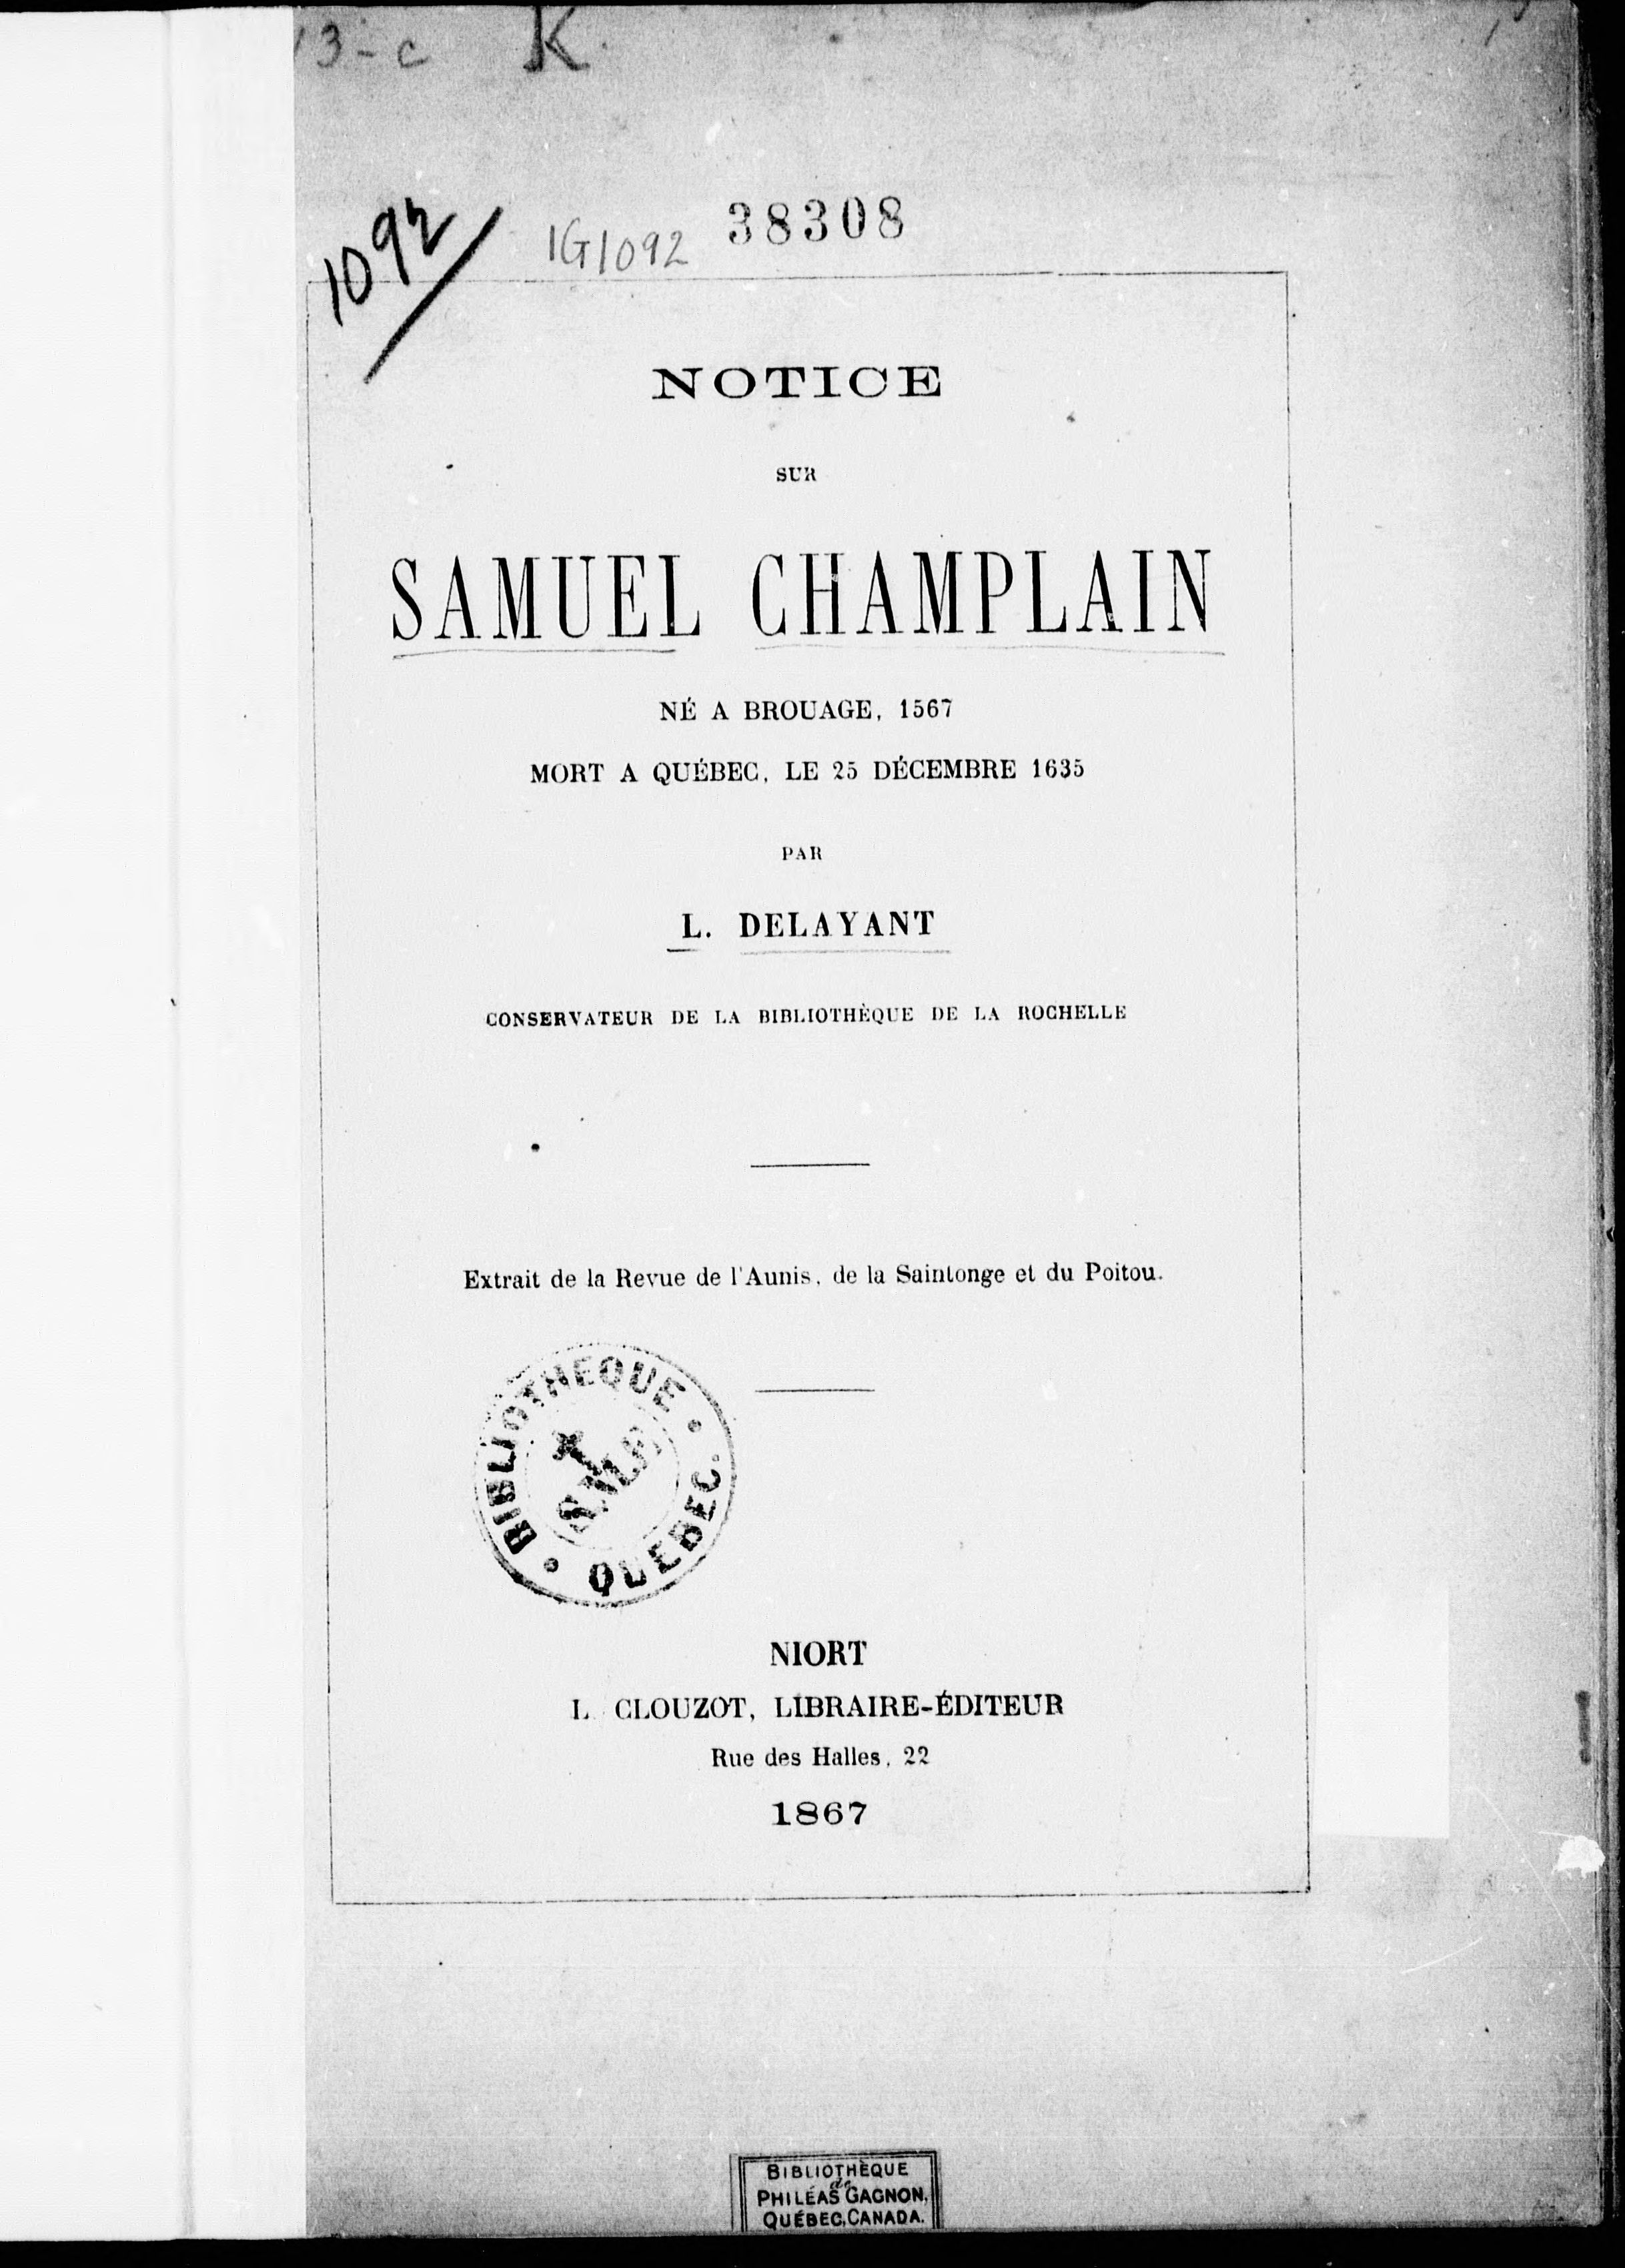 3-c K.
1092
IG1092 38308
NOTICE
SUR
SAMUEL CHAMPLAIN
NÉ A BROUAGE, 1567
MORT A QUÉBEC, LE 25 DÉCEMBRE 1635
PAR
L. DELAYANT
CONSERVATEUR DE LA BIBLIOTHÈQUE DE LA ROCHELLE
Extrait de la Revue de l'Aunis, de la Saintonge et du Poitou.
BIBLIOTHEQUE
QUÉBEC.
NIORT
L CLOUZOT, LIBRAIRE-ÉDITEUR
Rue des Halles, 22
1867
BIBLIOTHÈQUE
de
PHILÉAS GAGNON,
QUÉBEC, CANADA.